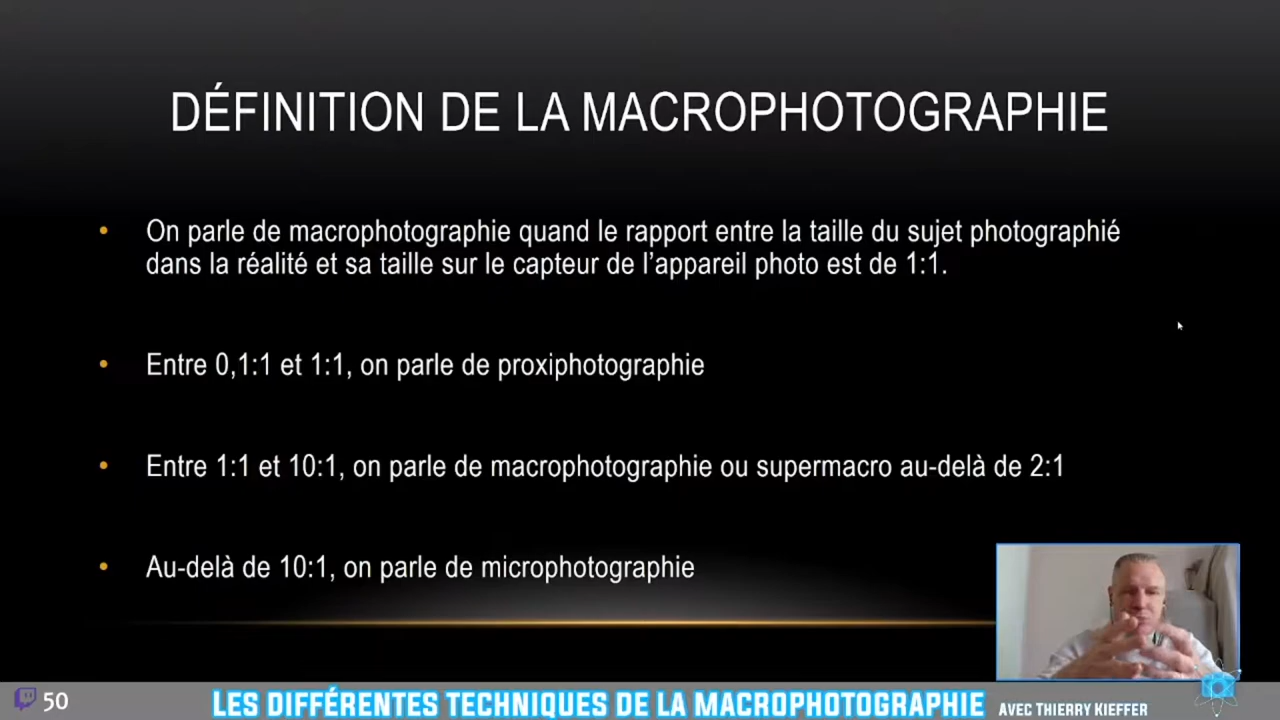 DÉFINITION DE LA MACROPHOTOGRAPHIE
• On parle de macrophotographie quand le rapport entre la taille du sujet photographié
dans la réalité et sa taille sur le capteur de l’appareil photo est de 1:1.
• Entre 0,1:1 et 1:1, on parle de proxiphotographie
• Entre 1:1 et 10:1, on parle de macrophotographie ou supermacro au-delà de 2:1
• Au-delà de 10:1, on parle de microphotographie
50
LES DIFFÉRENTES TECHNIQUES DE LA MACROPHOTOGRAPHIE AVEC THIERRY KIEFFER